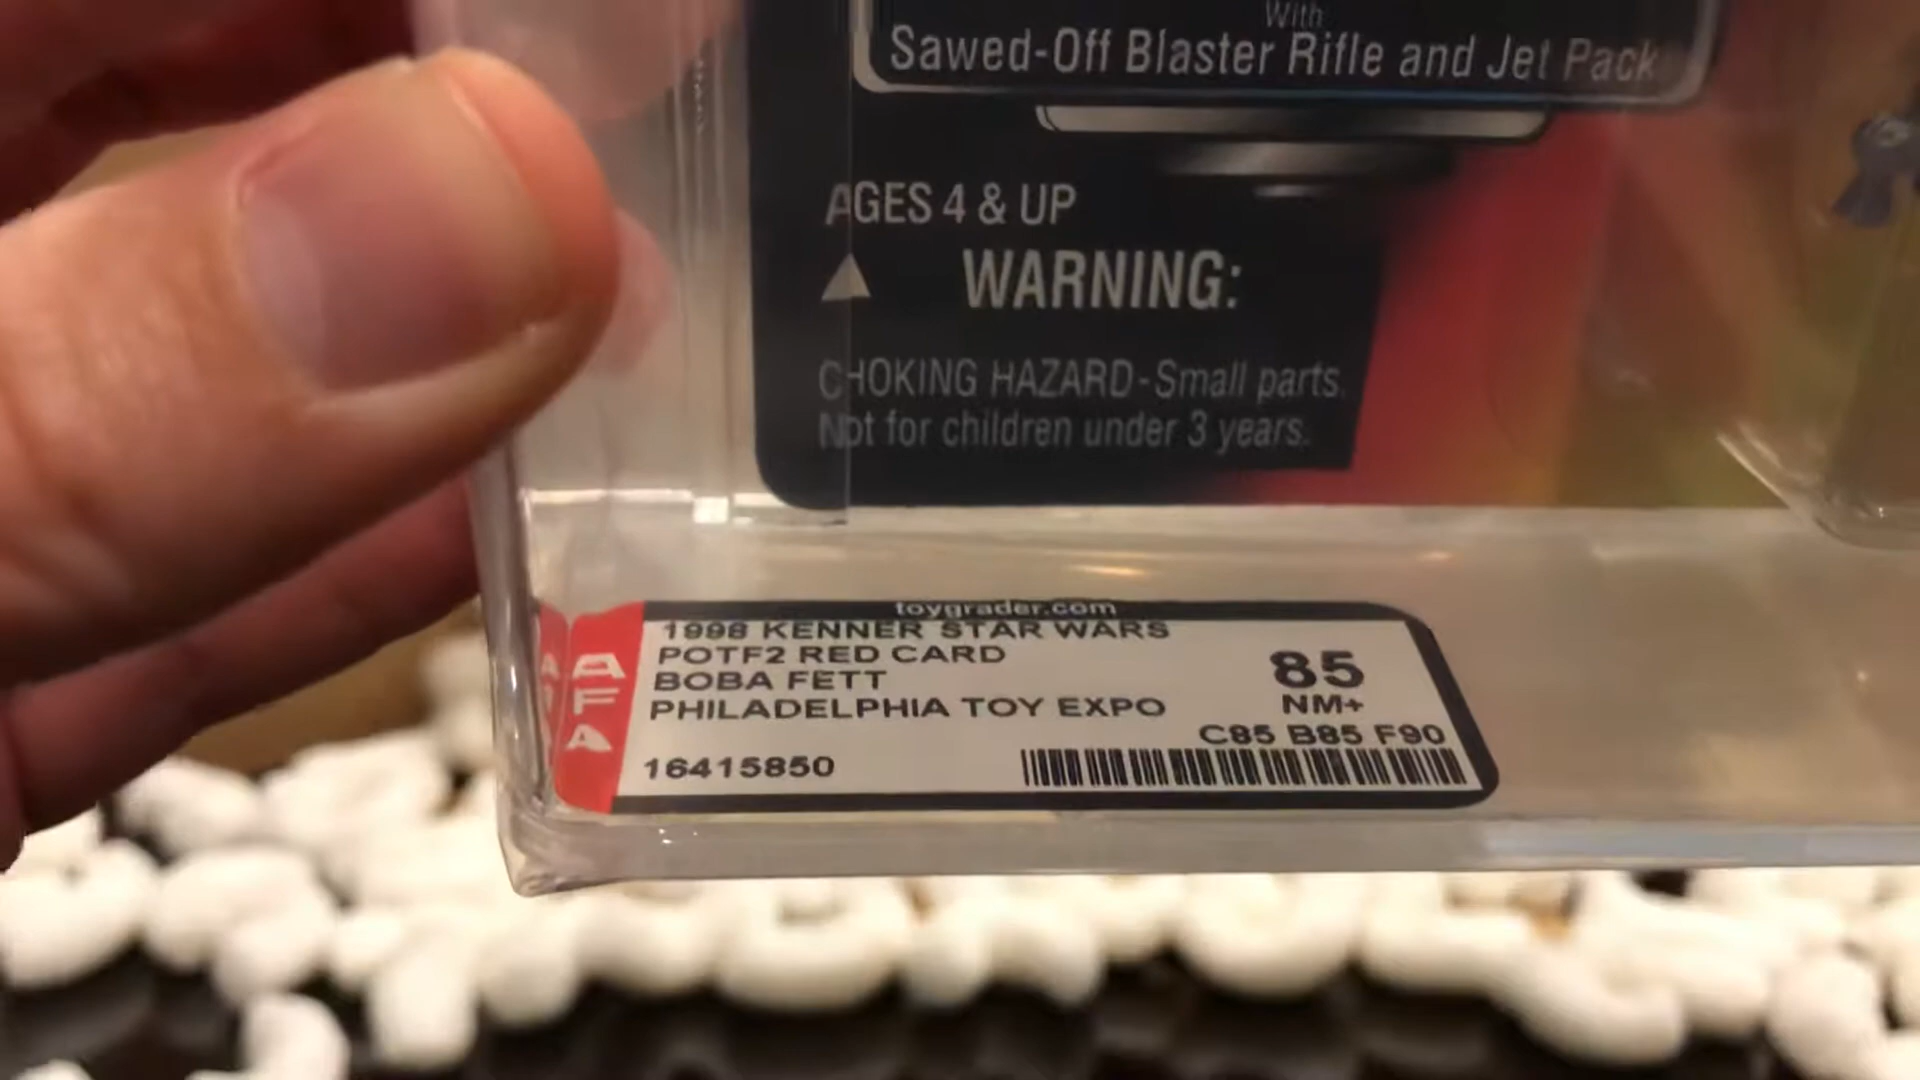 With
Sawed-Off Blaster Rifle and Jet Pack
AGES 4 & UP
WARNING:
CHOKING HAZARD-Small parts.
Not for children under 3 years.
toygrader.com
1998 KENNER STAR WARS
POTF2 RED CARD
BOBA FETT
PHILADELPHIA TOY EXPO
85
NM+
C85 B85 F90
16415850
AFA